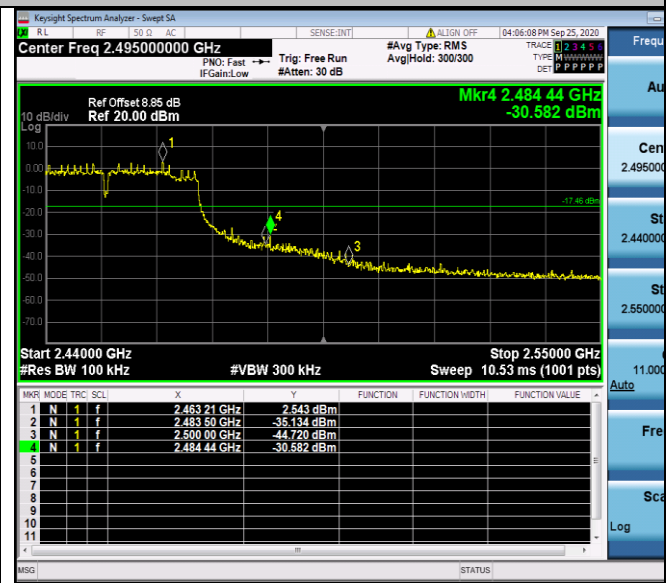 Keysight Spectrum Analyzer - Swept SA
RL RF 50 Ω AC SENSE:INT ALIGN OFF 04:06:08 PM Sep 25, 2020
Center Freq 2.495000000 GHz #Avg Type: RMS TRACE 1 2 3 4 5 6
PNO: Fast Trig: Free Run Avg|Hold: 300/300 TYPE M WWWWW
IFGain:Low #Atten: 30 dB DET P P P P P P
Frequ
Au
Ref Offset 8.85 dB Mkr4 2.484 44 GHz
10 dB/div Ref 20.00 dBm -30.582 dBm
Log
10.0
0.00
-10.0
-20.0
-30.0
-40.0
-50.0
-60.0
-70.0
1
4
3
-17.46 dBm
Cen
2.495000
St
2.440000
St
2.550000
Start 2.44000 GHz Stop 2.55000 GHz
#Res BW 100 kHz #VBW 300 kHz Sweep 10.53 ms (1001 pts)
11.000
Auto
MKR MODE TRC SCL X Y FUNCTION FUNCTION WIDTH FUNCTION VALUE
1 N 1 f 2.463 21 GHz 2.543 dBm
2 N 1 f 2.483 50 GHz -35.134 dBm
3 N 1 f 2.500 00 GHz -44.720 dBm
4 N 1 f 2.484 44 GHz -30.582 dBm
5
6
7
8
9
10
11
Fre
Sca
Log
MSG STATUS